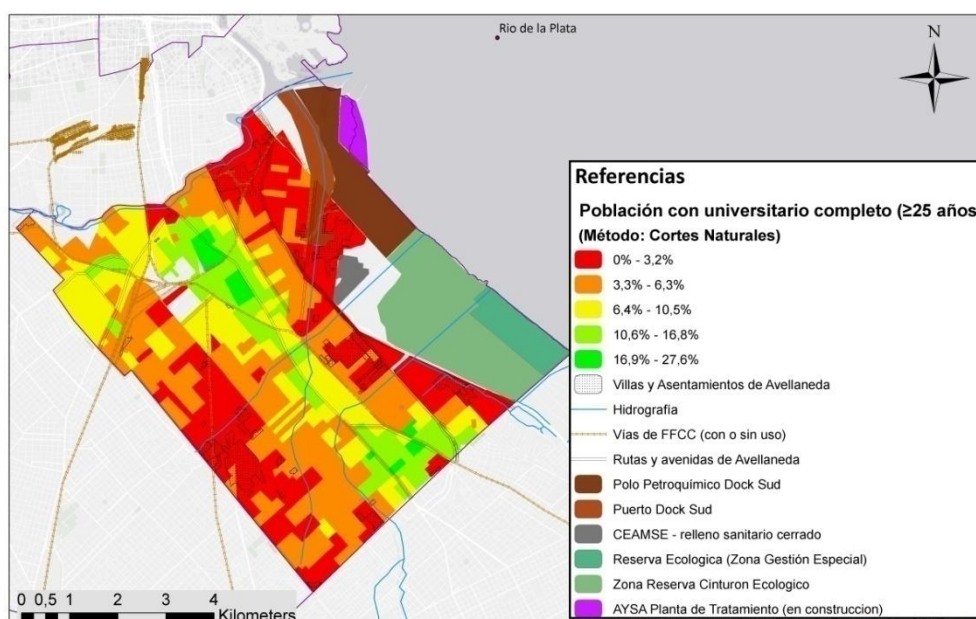 Rio de la Plata
N
Referencias
Población con universitario completo (≥25 años
(Método: Cortes Naturales)
0% - 3,2%
3,3% - 6,3%
6,4% - 10,5%
10,6% - 16,8%
16,9% - 27,6%
Villas y Asentamientos de Avellaneda
Hidrografía
Vías de FFCC (con o sin uso)
Rutas y avenidas de Avellaneda
Polo Petroquímico Dock Sud
Puerto Dock Sud
CEAMSE - relleno sanitario cerrado
Reserva Ecologica (Zona Gestión Especial)
Zona Reserva Cinturon Ecologico
AYSA Planta de Tratamiento (en construccion)
0 0,5 1 2 3 4
Kilometers